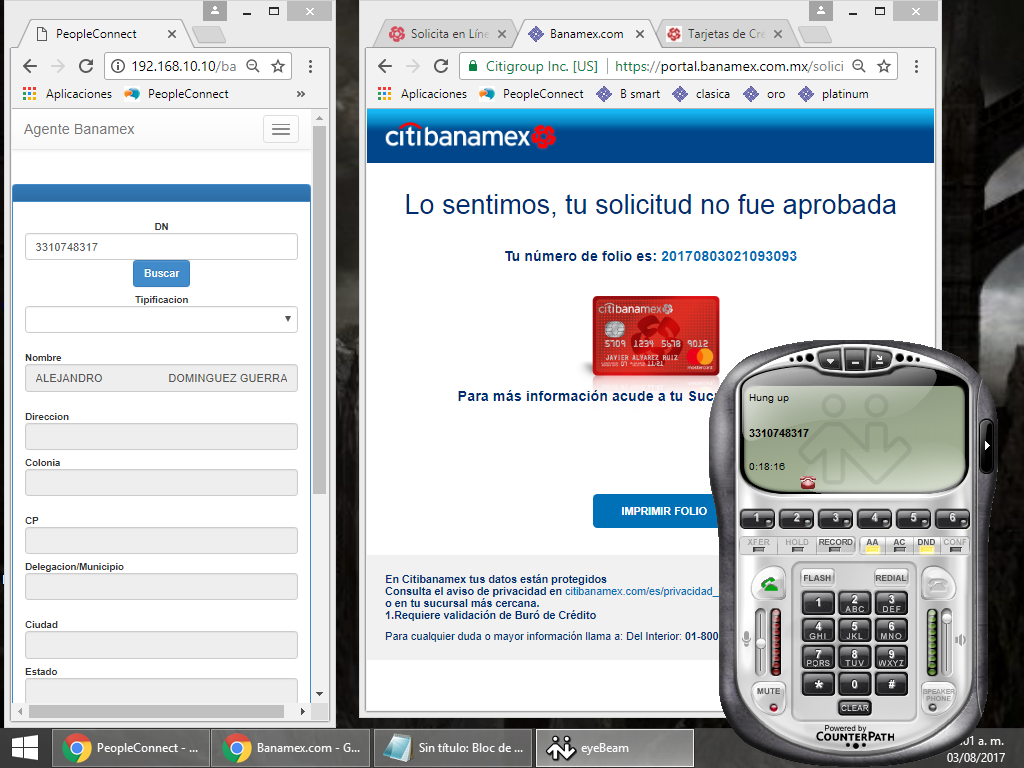 PeopleConnect
192.168.10.10/ba
Aplicaciones
PeopleConnect
»
Agente Banamex
DN
3310748317
Buscar
Tipificacion
Nombre
ALEJANDRO DOMINGUEZ GUERRA
Direccion
Colonia
CP
Delegacion/Municipio
Ciudad
Estado
Solicita en Líne
Banamex.com
Tarjetas de Cré
Citigroup Inc. [US]
https://portal.banamex.com.mx/solici
Aplicaciones
PeopleConnect
B smart
clasica
oro
platinum
citibanamex
Lo sentimos, tu solicitud no fue aprobada
Tu número de folio es: 20170803021093093
citibanamex
5709 1234 5678 9012
JAVIER ALVAREZ RUIZ
mastercard
Para más información acude a tu Suc
IMPRIMIR FOLIO
En Citibanamex tus datos están protegidos
Consulta el aviso de privacidad en citibanamex.com/es/privacidad_
o en tu sucursal más cercana.
1.Requiere validación de Buró de Crédito
Para cualquier duda o mayor información llama a: Del Interior: 01-800
Hung up
3310748317
0:18:16
1 2 3 4 5 6
XFER HOLD RECORD AA AC DND CONF
FLASH REDIAL
1 2 ABC 3 DEF
4 GHI 5 JKL 6 MNO
7 PQRS 8 TUV 9 WXYZ
* 0 #
MUTE
SPEAKER
PHONE
CLEAR
Powered by
COUNTERPATH
PeopleConnect - ...
Banamex.com - G...
Sin título: Bloc de ...
eyeBeam
:01 a. m.
03/08/2017